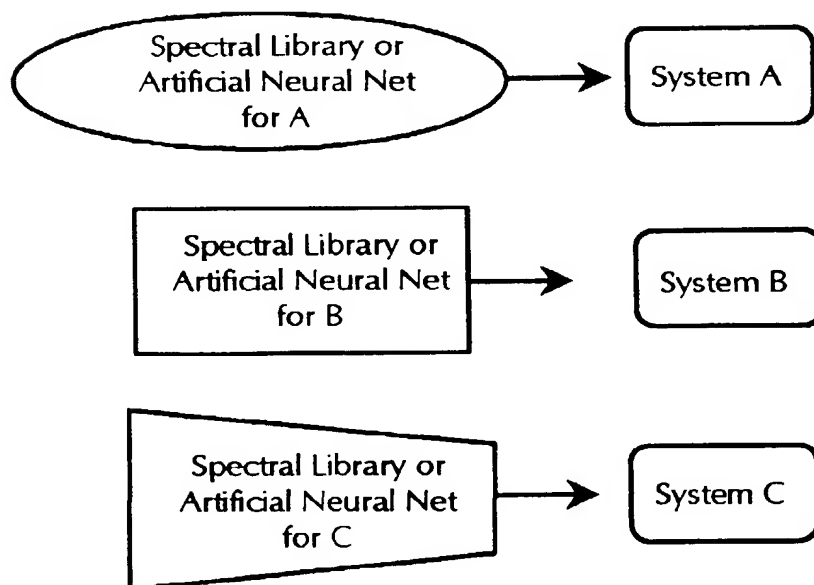 Spectral Library or
Artificial Neural Net
for A
System A
Spectral Library or
Artificial Neural Net
for B
System B
Spectral Library or
Artificial Neural Net
for C
System C